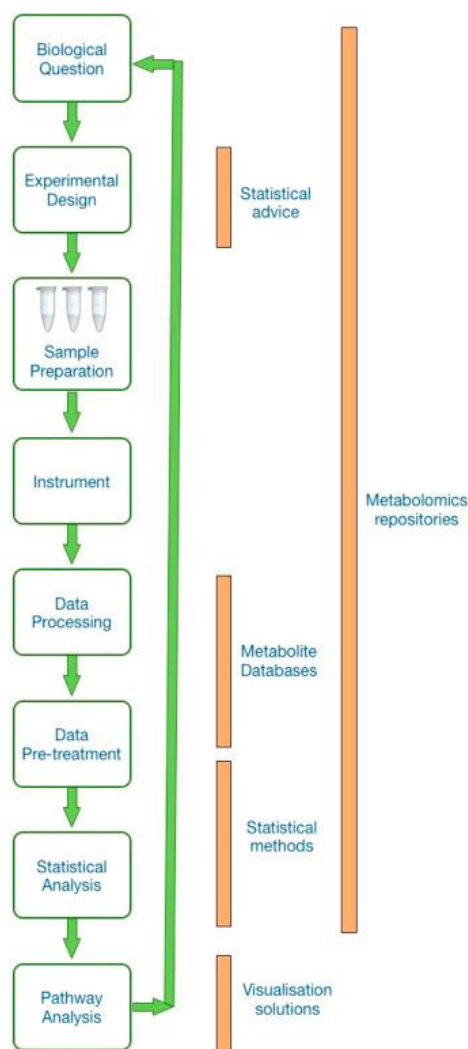 Biological
Question
Experimental
Design
Statistical
advice
Sample
Preparation
Instrument
Metabolomics
repositories
Data
Processing
Metabolite
Databases
Data
Pre-treatment
Statistical
methods
Statistical
Analysis
Pathway
Analysis
Visualisation
solutions